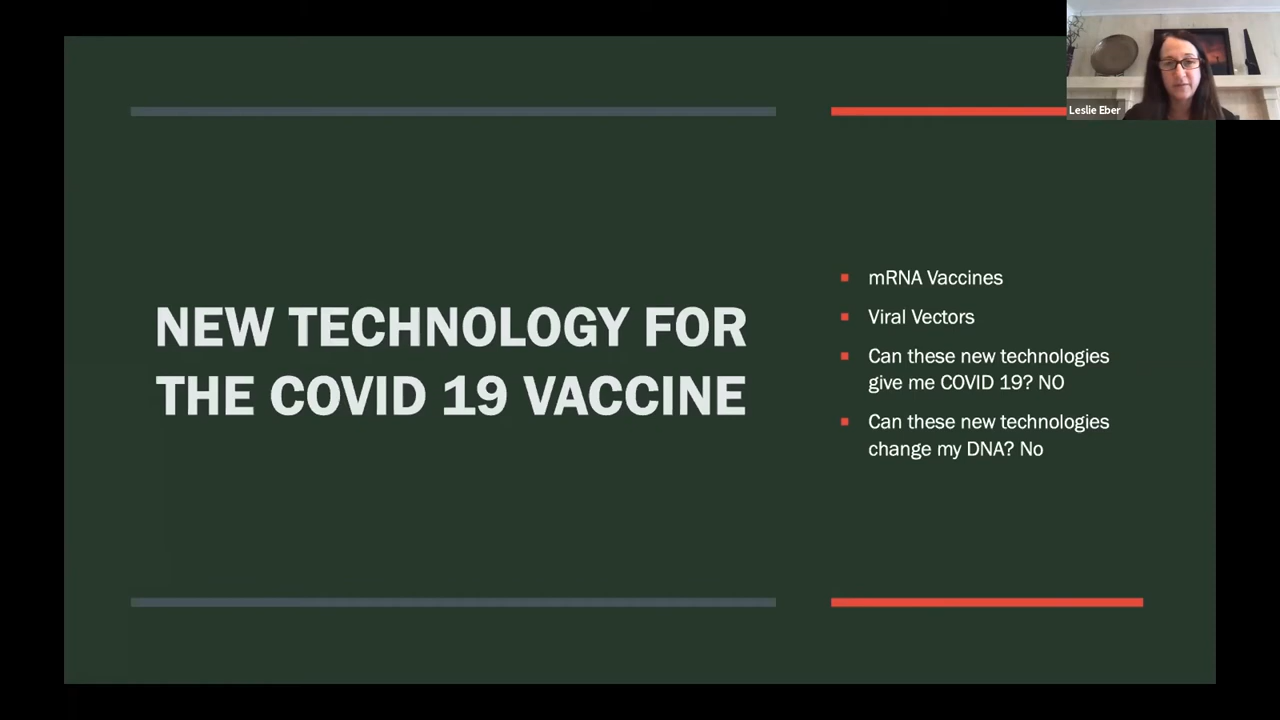 Leslie Eber
NEW TECHNOLOGY FOR
THE COVID 19 VACCINE
mRNA Vaccines
Viral Vectors
Can these new technologies
give me COVID 19? NO
Can these new technologies
change my DNA? No